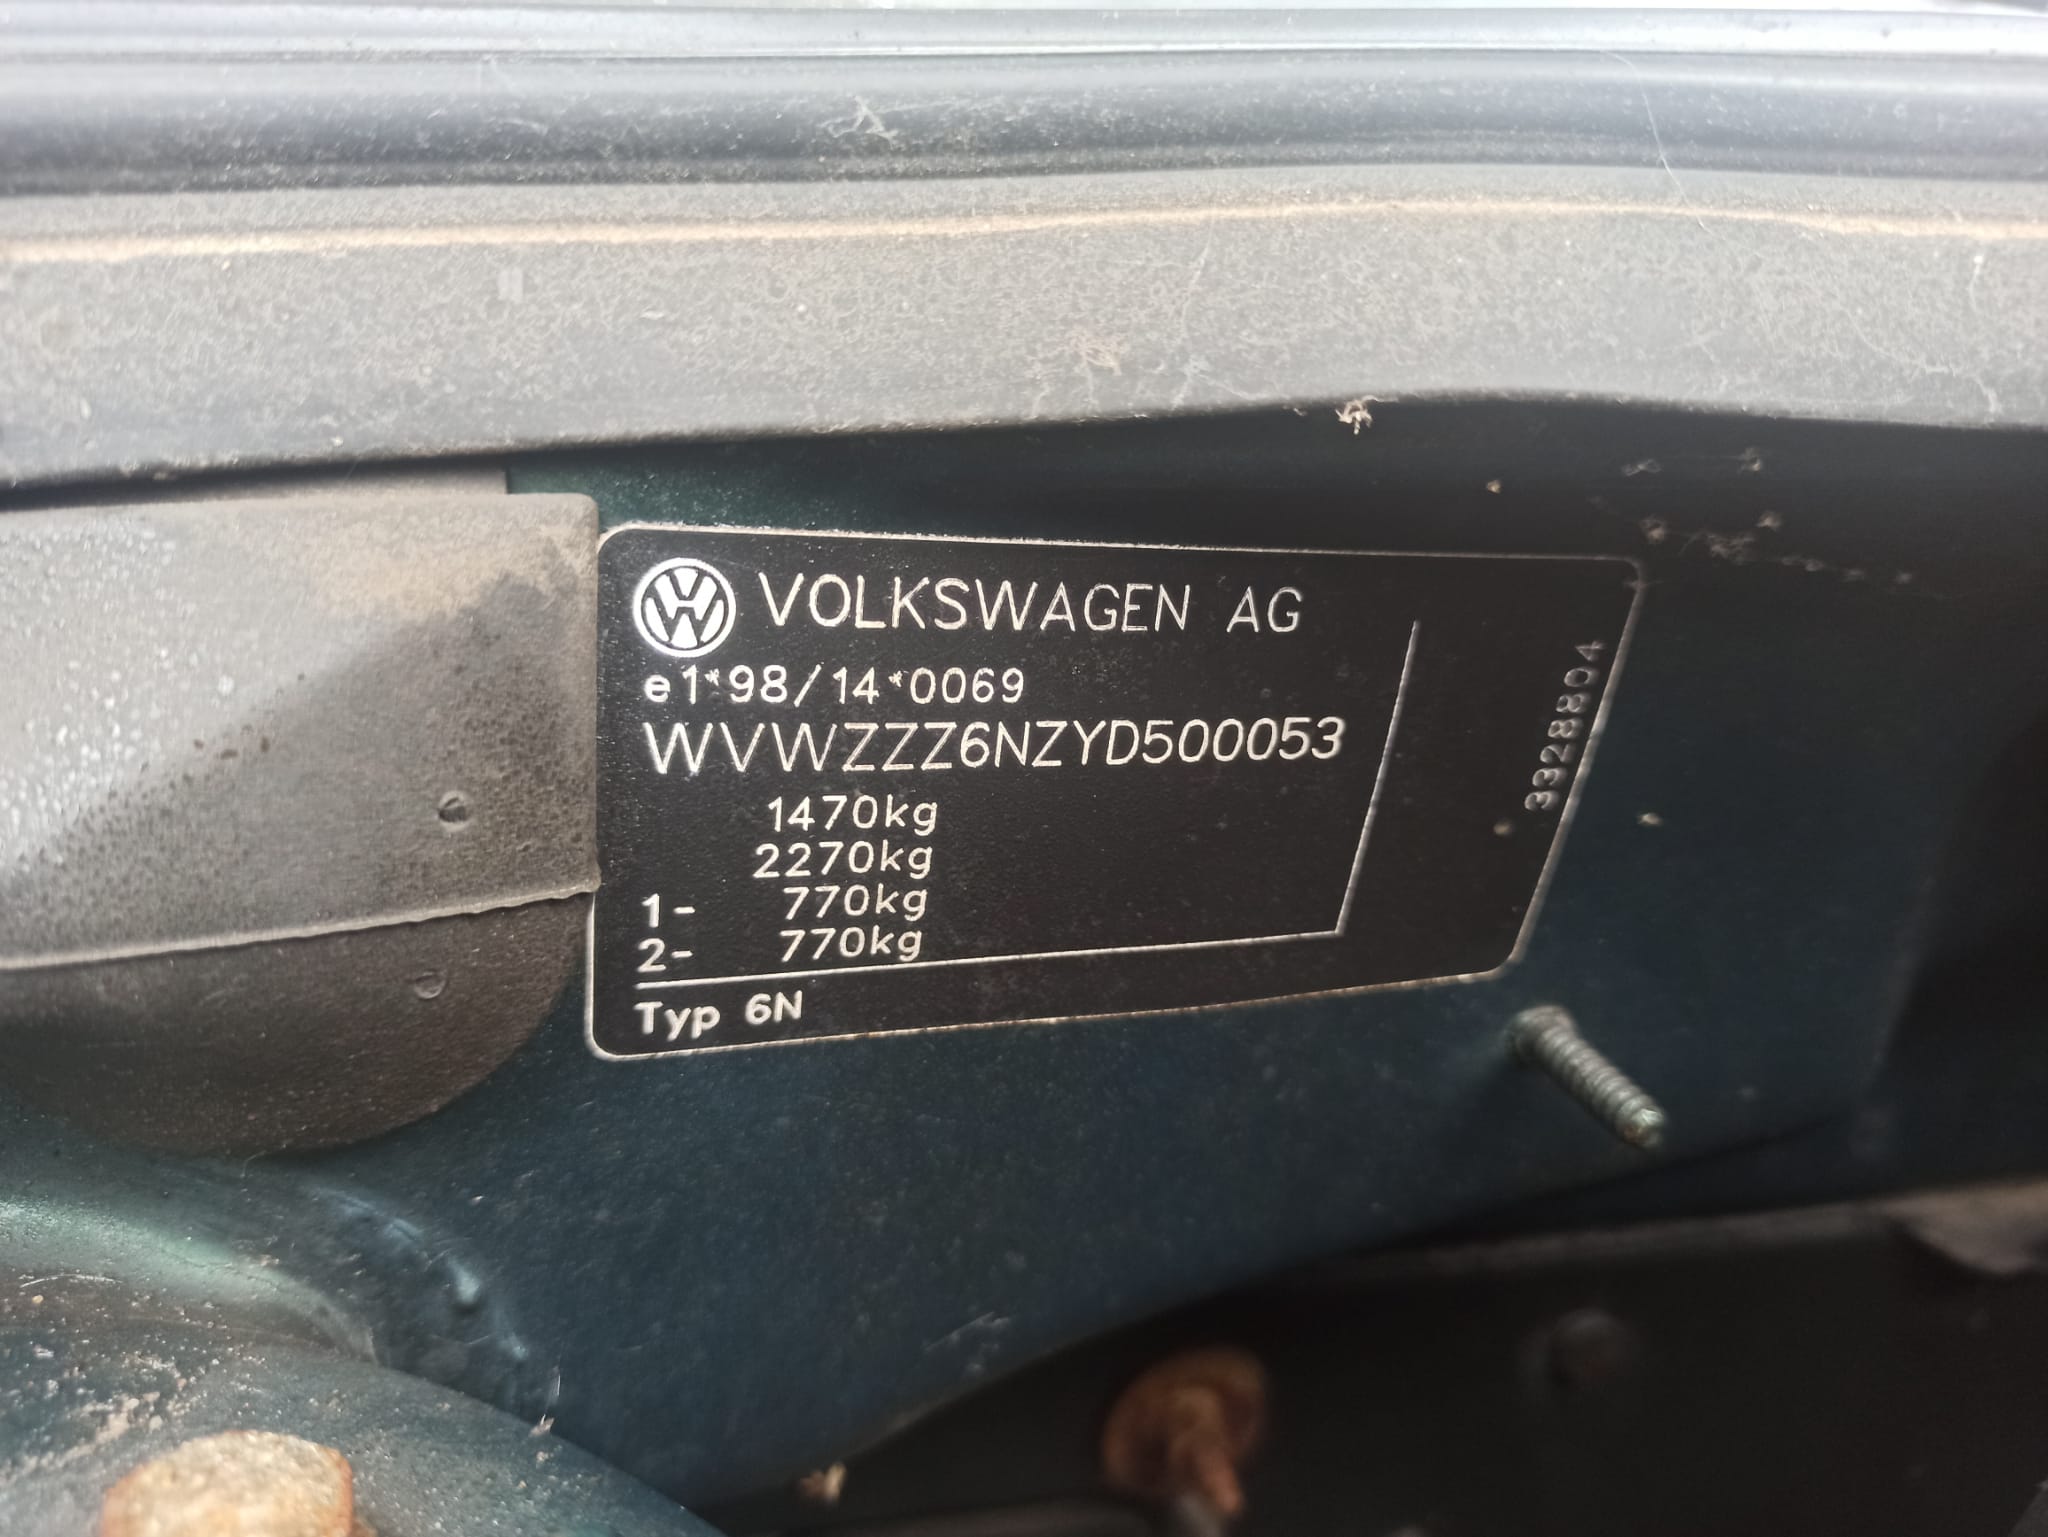 VOLKSWAGEN AG
e1*98/14*0069
WVWZZZ6NZYD500053
1470kg
2270kg
1- 770kg
2- 770kg
Typ 6N
3328804